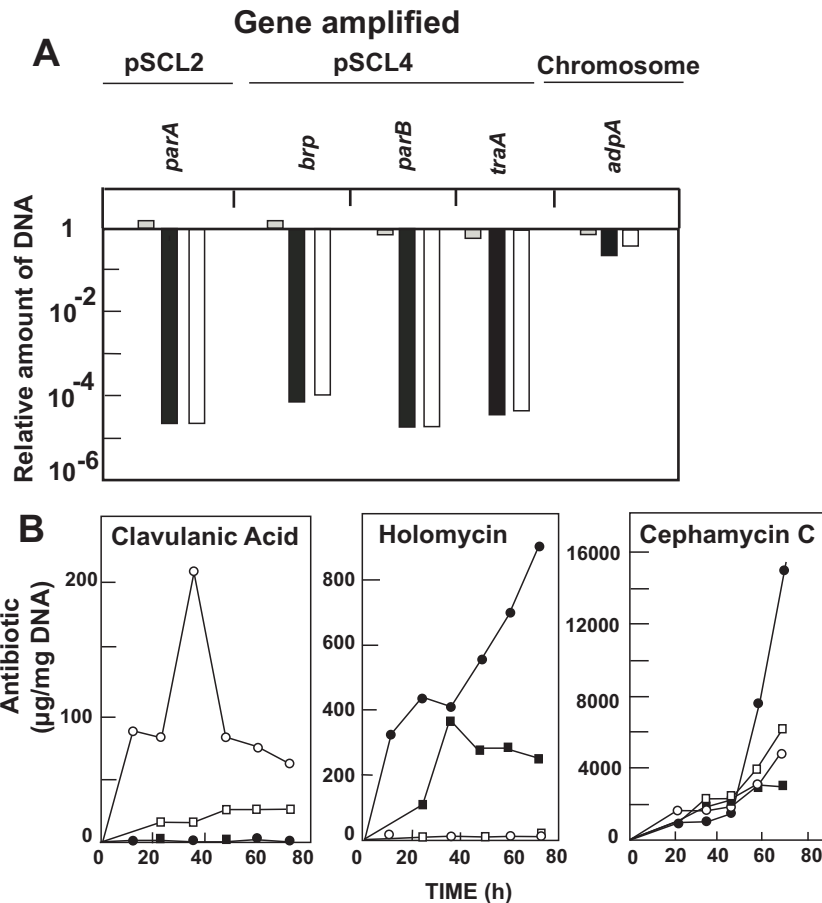 Gene amplified
A
pSCL2 pSCL4 Chromosome
parA brp parB traA adpA
Relative amount of DNA
1
10-2
10-4
10-6
B
Clavulanic Acid Holomycin Cephamycin C
Antibiotic
(µg/mg DNA)
200
100
0
0 20 40 60 80
800
600
400
200
0
0 20 40 60 80
16000
12000
14000
7000
4000
0
0 20 40 60 80
TIME (h)